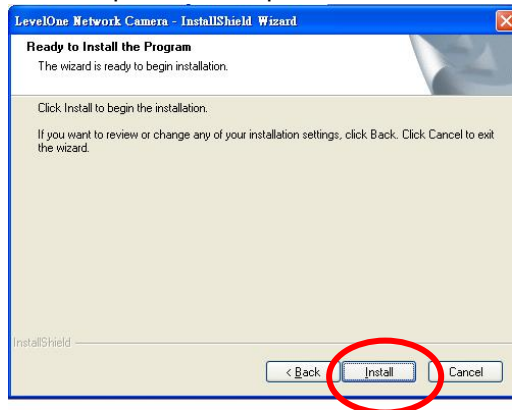 LevelOne Network Camera - InstallShield Wizard
Ready to Install the Program
The wizard is ready to begin installation.
Click Install to begin the installation.
If you want to review or change any of your installation settings, click Back. Click Cancel to exit
the wizard.
InstallShield
< Back
Install
Cancel